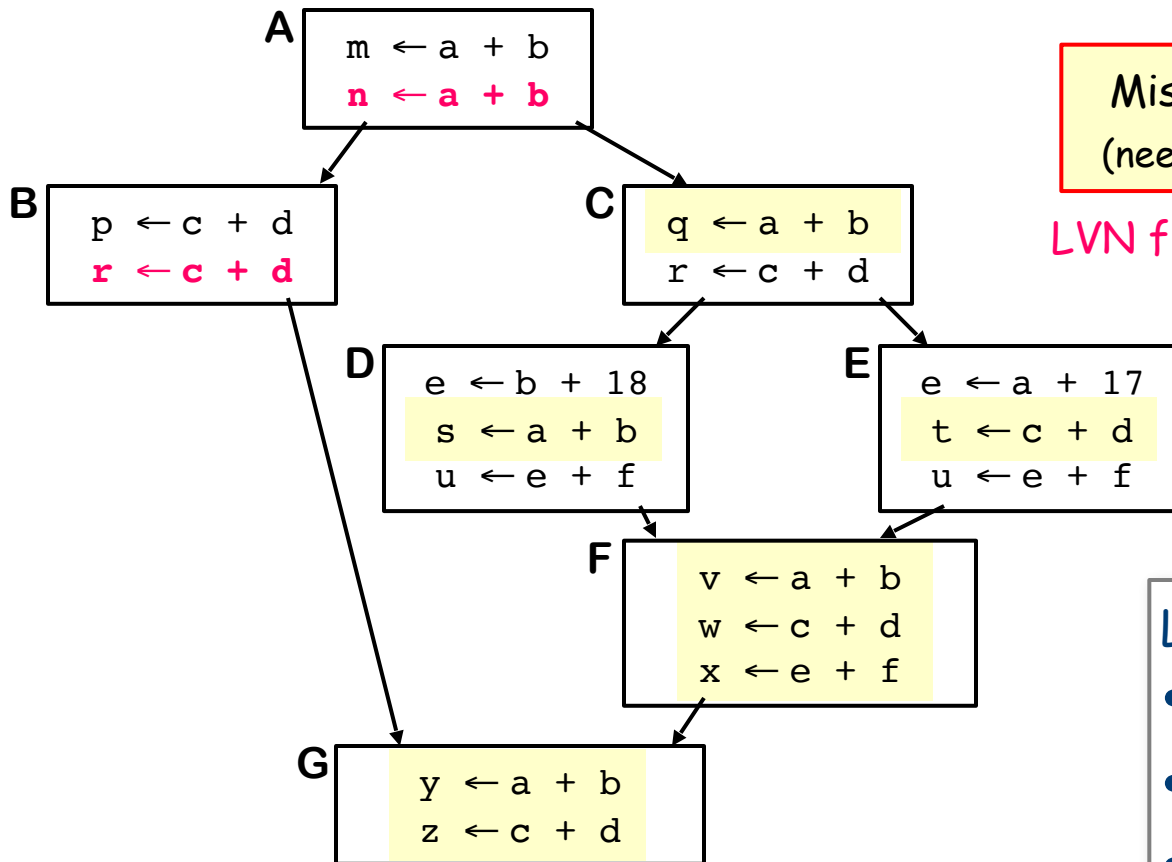 A
m ← a + b
n ← a + b
B
p ← c + d
r ← c + d
C
q ← a + b
r ← c + d
D
e ← b + 18
s ← a + b
u ← e + f
E
e ← a + 17
t ← c + d
u ← e + f
F
v ← a + b
w ← c + d
x ← e + f
G
y ← a + b
z ← c + d
LVN